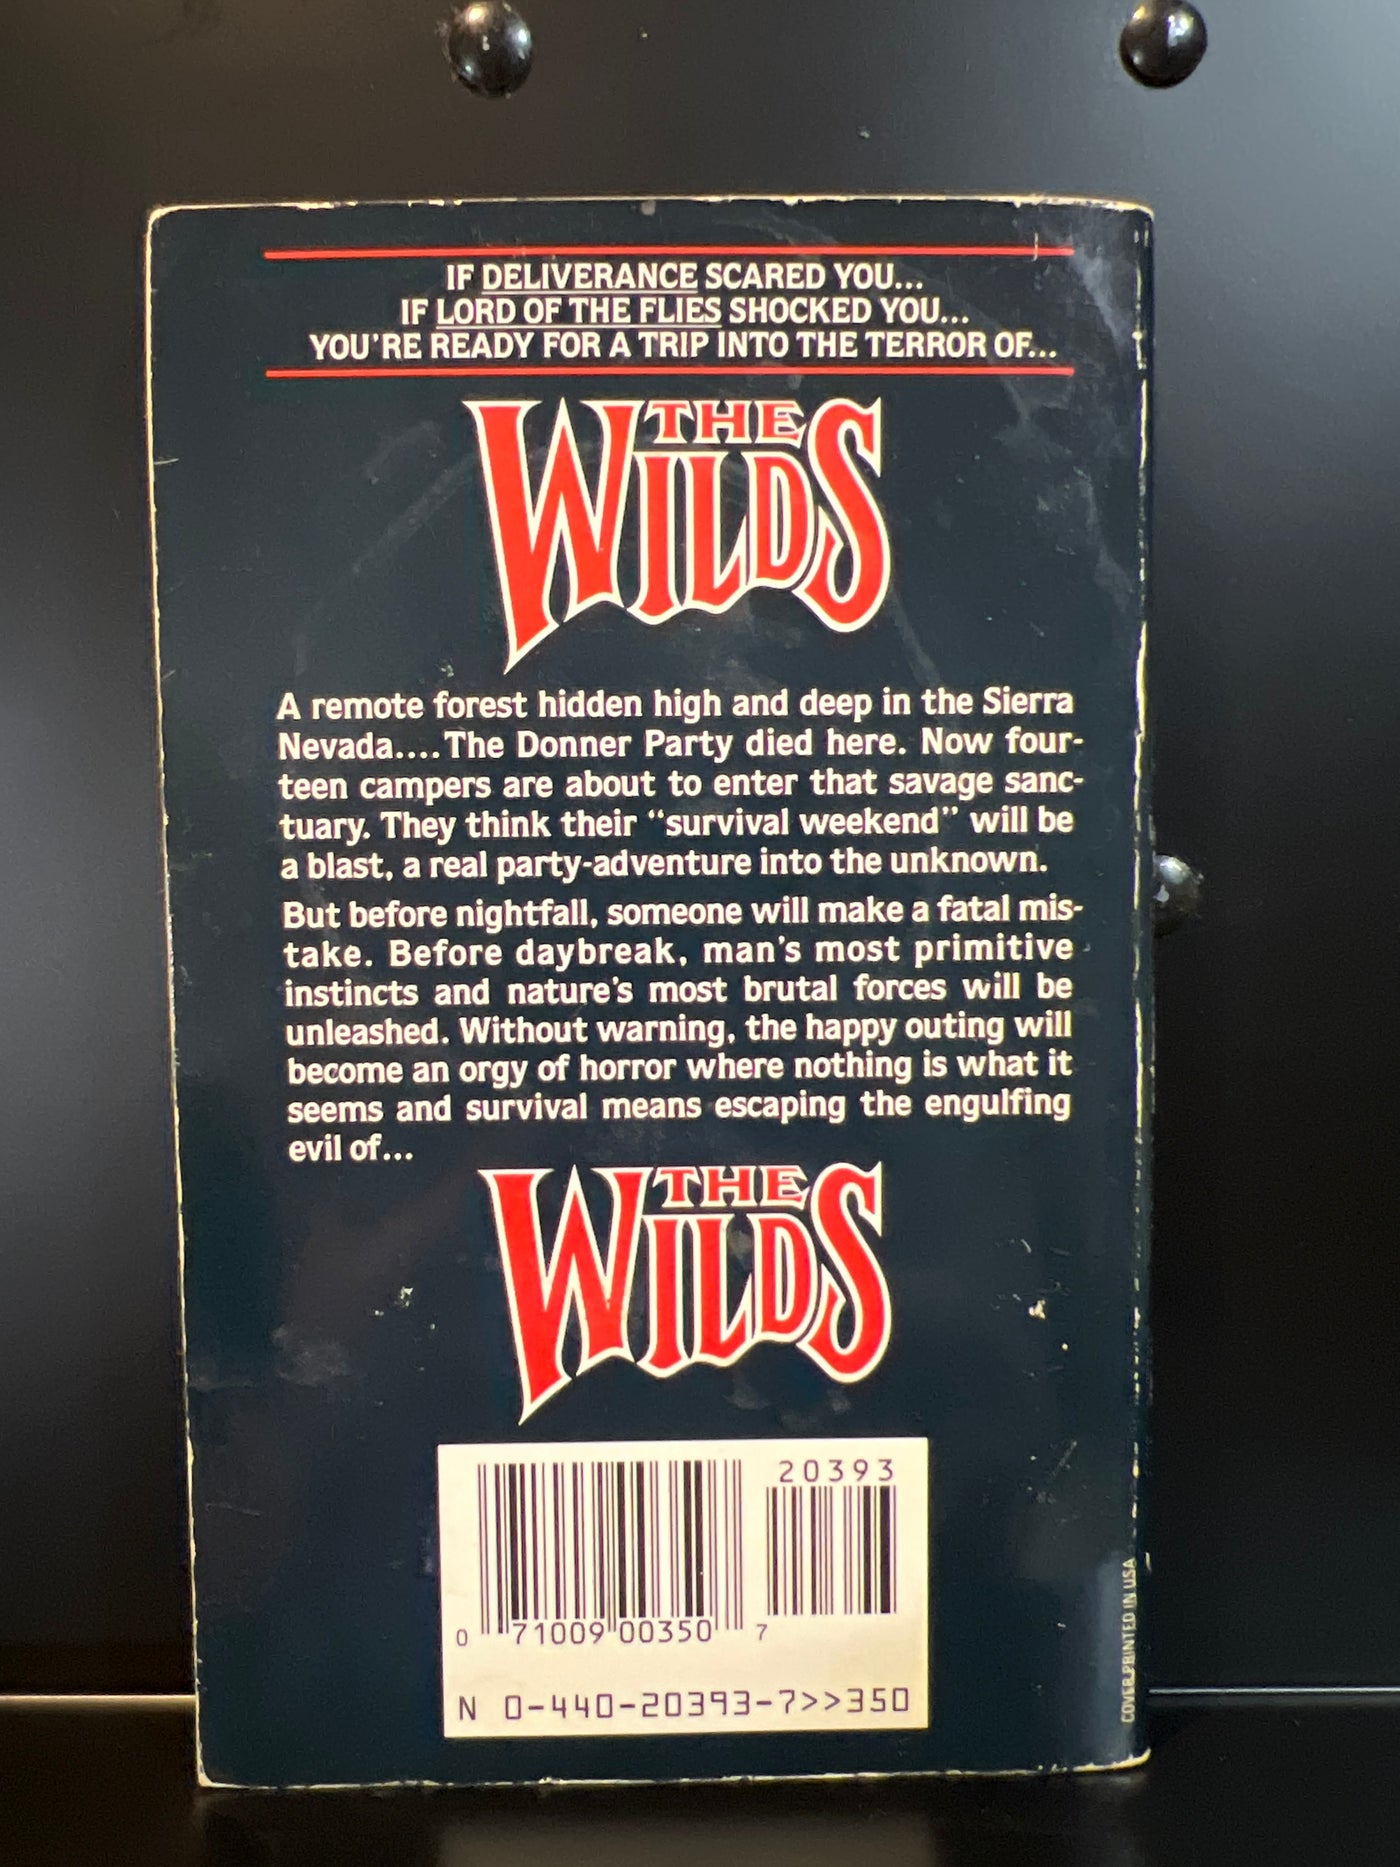 IF DELIVERANCE SCARED YOU...
IF LORD OF THE FLIES SHOCKED YOU...
YOU'RE READY FOR A TRIP INTO THE TERROR OF...
THE
WILDS
A remote forest hidden high and deep in the Sierra
Nevada....The Donner Party died here. Now four-
teen campers are about to enter that savage sanc-
tuary. They think their “survival weekend” will be
a blast, a real party-adventure into the unknown.
But before nightfall, someone will make a fatal mis-
take. Before daybreak, man's most primitive
instincts and nature's most brutal forces will be
unleashed. Without warning, the happy outing will
become an orgy of horror where nothing is what it
seems and survival means escaping the engulfing
evil of...
THE
WILDS
20393
0 71009 00350 7
N 0-440-20393-7>>350
COVER PRINTED IN USA